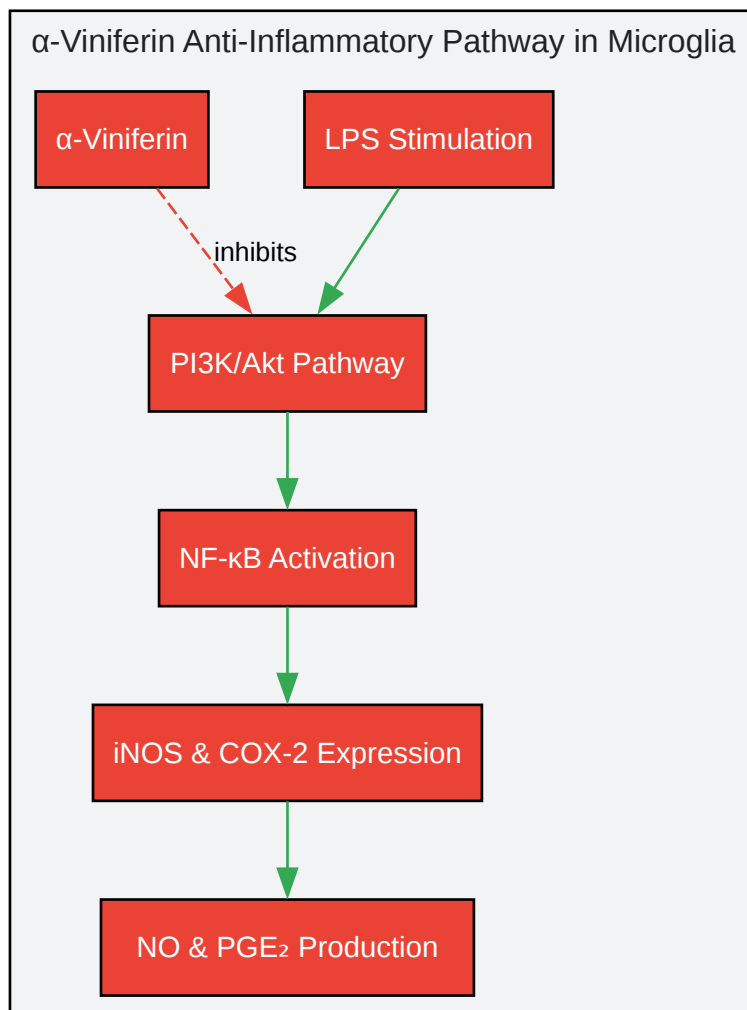 α-Viniferin Anti-Inflammatory Pathway in Microglia
α-Viniferin
LPS Stimulation
inhibits
PI3K/Akt Pathway
NF-κB Activation
iNOS & COX-2 Expression
NO & PGE₂ Production